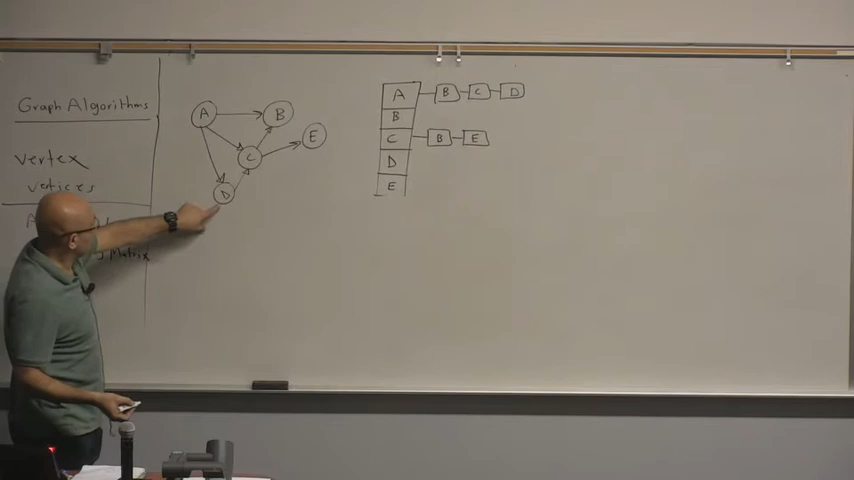 Graph Algorithms
Vertex
vertices
Matrix
A
B
E
C
D
A B C D
B
C B E
D
E